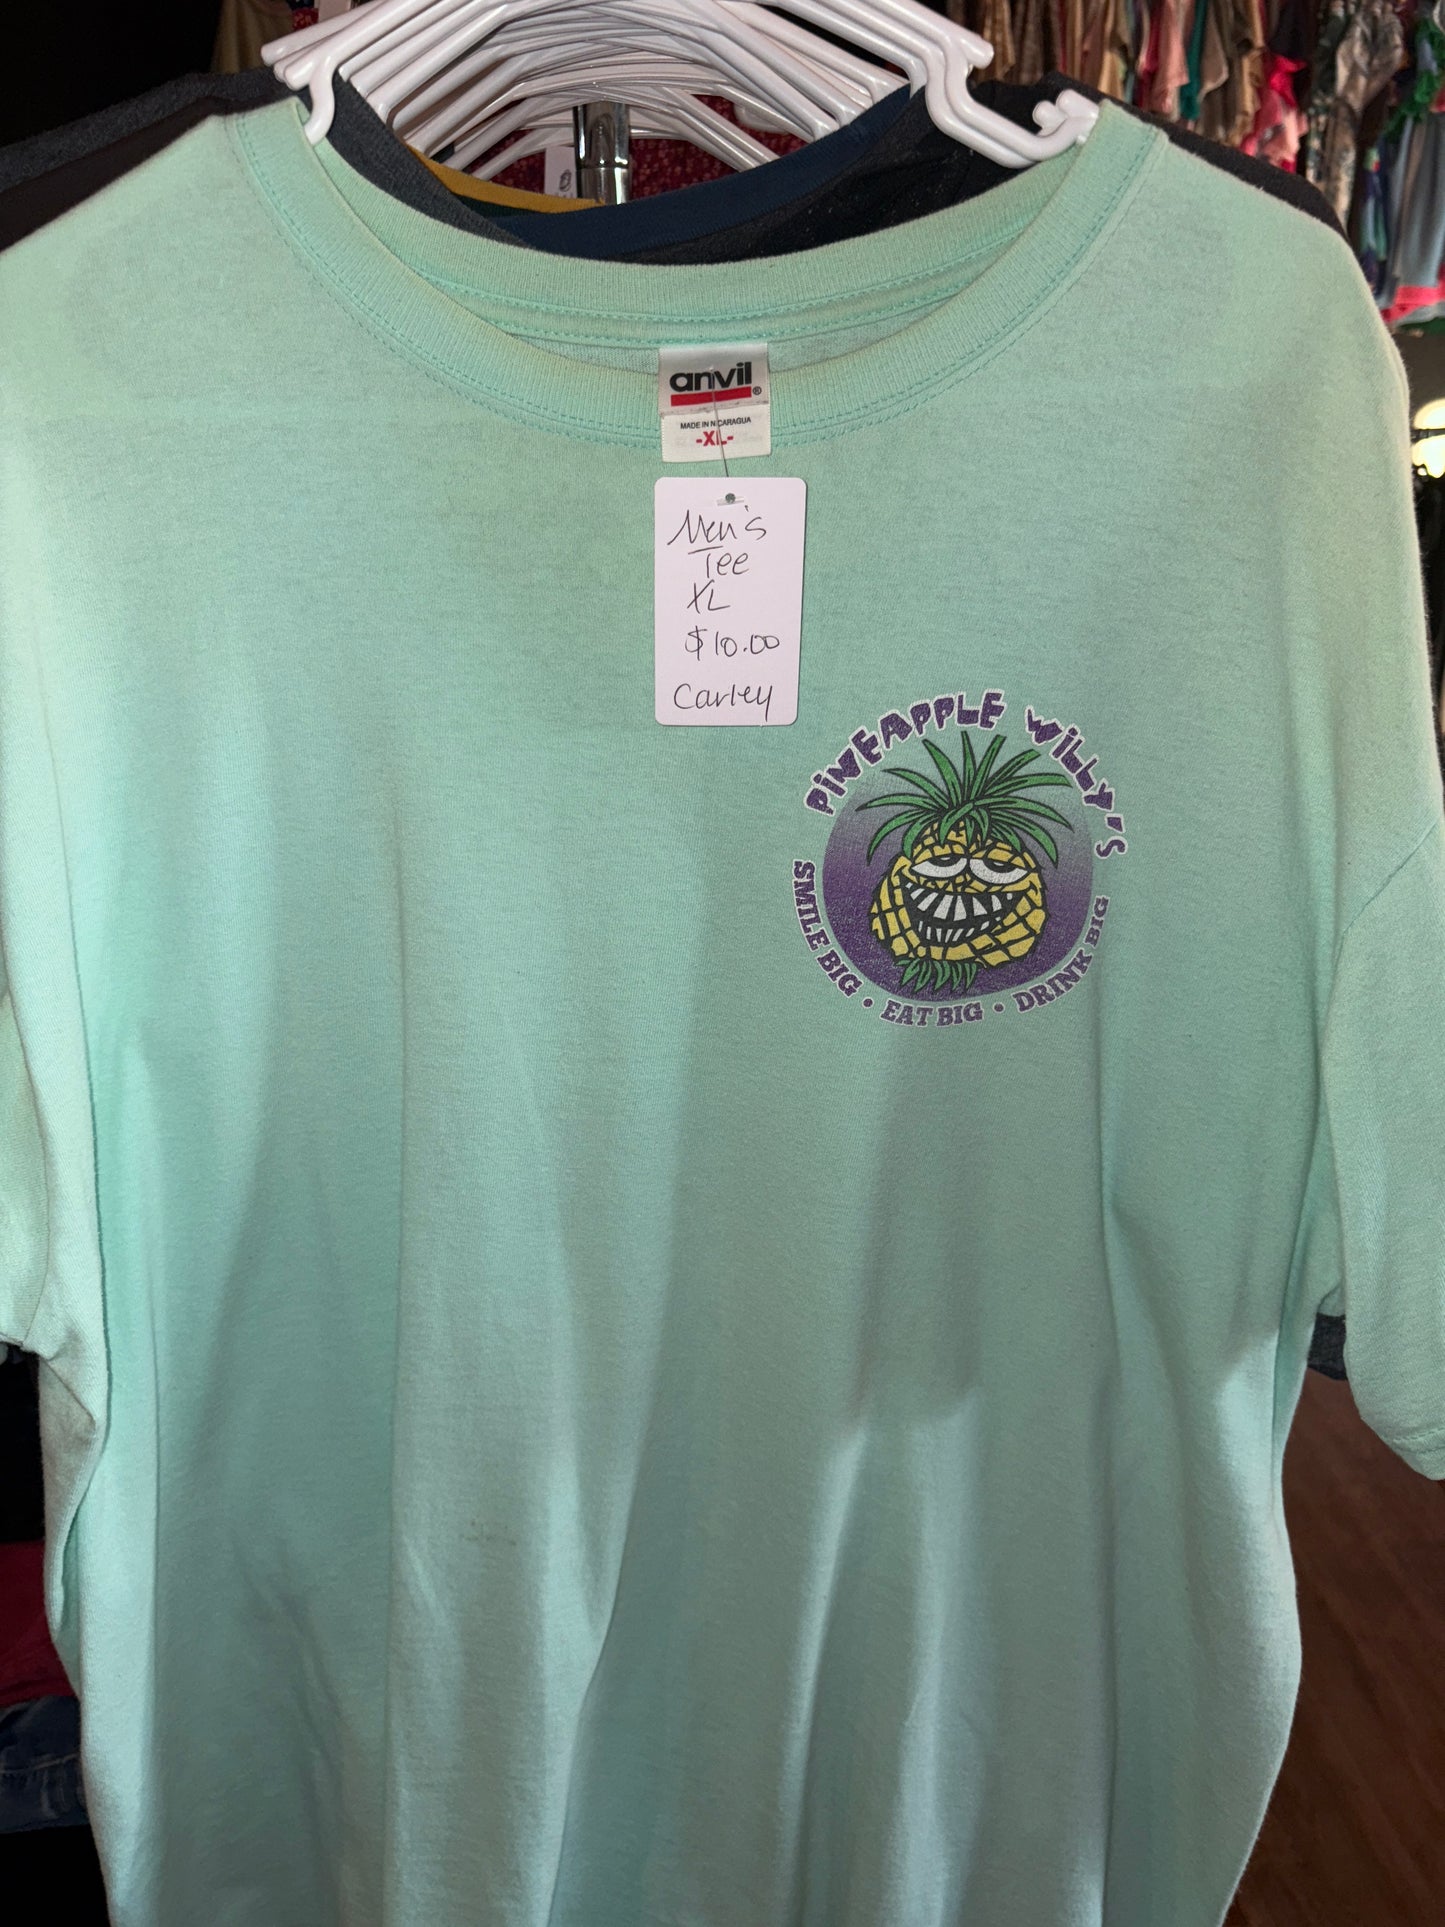 anvil®
MADE IN NICARAGUA
-XL-
Men's
Tee
XL
$10.00
Carley
PINEAPPLE WILLY'S
SMILE BIG • EAT BIG • DRINK BIG